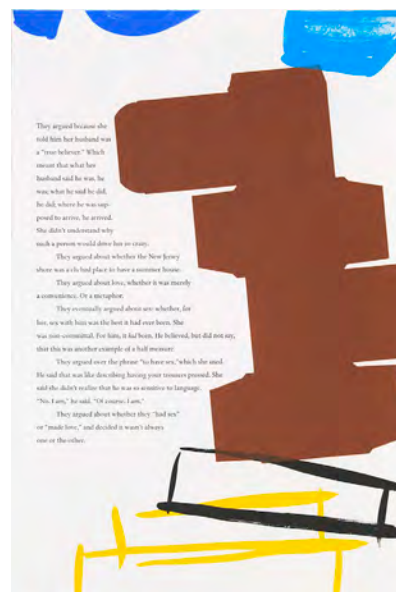 They argued because she
told him her husband was
a "true believer." Which
meant that what her
husband said he was, he
was; what he said he did,
he did; where he was sup-
posed to arrive, he arrived.
She didn't understand why
such a person would drive her so crazy.
They argued about whether the New Jersey
shore was a cliché place to have a summer house.
They argued about love, whether it was merely
a convenience. Or a metaphor.
They eventually argued about sex: whether, for
her, sex with him was the best it had ever been. She
was non-committal. For him, it had been. He believed, but did not say,
that this was another example of a half measure.
They argued over the phrase "to have sex," which she used.
He said that was like describing having your trousers pressed. She
said she didn't realize that he was so sensitive to language.
"No. I am," he said. "Of course. I am."
They argued about whether they "had sex"
or "made love," and decided it wasn't always
one or the other.